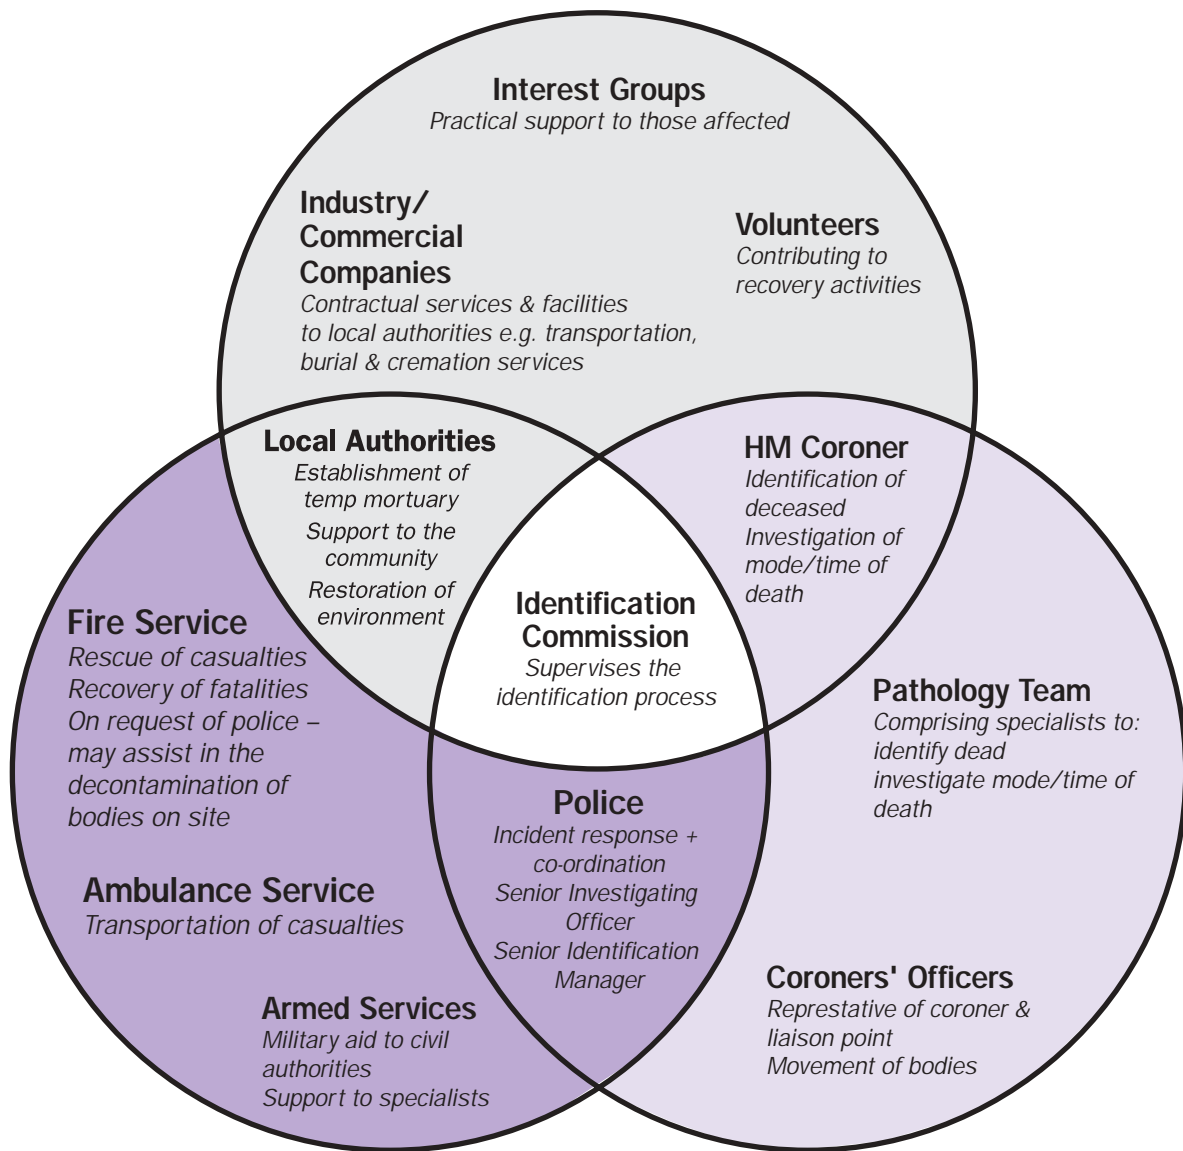 Interest Groups
Practical support to those affected
Industry/
Commercial
Companies
Contractual services & facilities
to local authorities e.g. transportation,
burial & cremation services
Volunteers
Contributing to
recovery activities
Local Authorities
Establishment of
temp mortuary
Support to the
community
Restoration of
environment
HM Coroner
Identification of
deceased
Investigation of
mode/time of
death
Identification
Commission
Supervises the
identification process
Fire Service
Rescue of casualties
Recovery of fatalities
On request of police –
may assist in the
decontamination of
bodies on site
Ambulance Service
Transportation of casualties
Armed Services
Military aid to civil
authorities
Support to specialists
Police
Incident response +
co-ordination
Senior Investigating
Officer
Senior Identification
Manager
Pathology Team
Comprising specialists to:
identify dead
investigate mode/time of
death
Coroners' Officers
Represtative of coroner &
liaison point
Movement of bodies